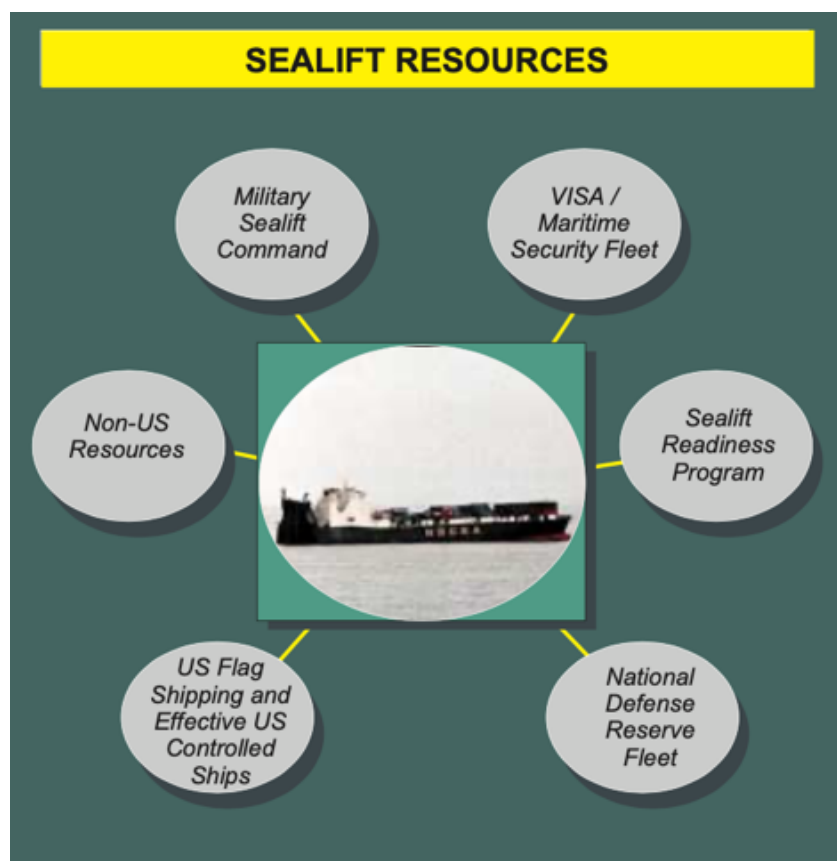 SEALIFT RESOURCES
Military
Sealift
Command
VISA /
Maritime
Security Fleet
Non-US
Resources
Sealift
Readiness
Program
US Flag
Shipping and
Effective US
Controlled
Ships
National
Defense
Reserve
Fleet